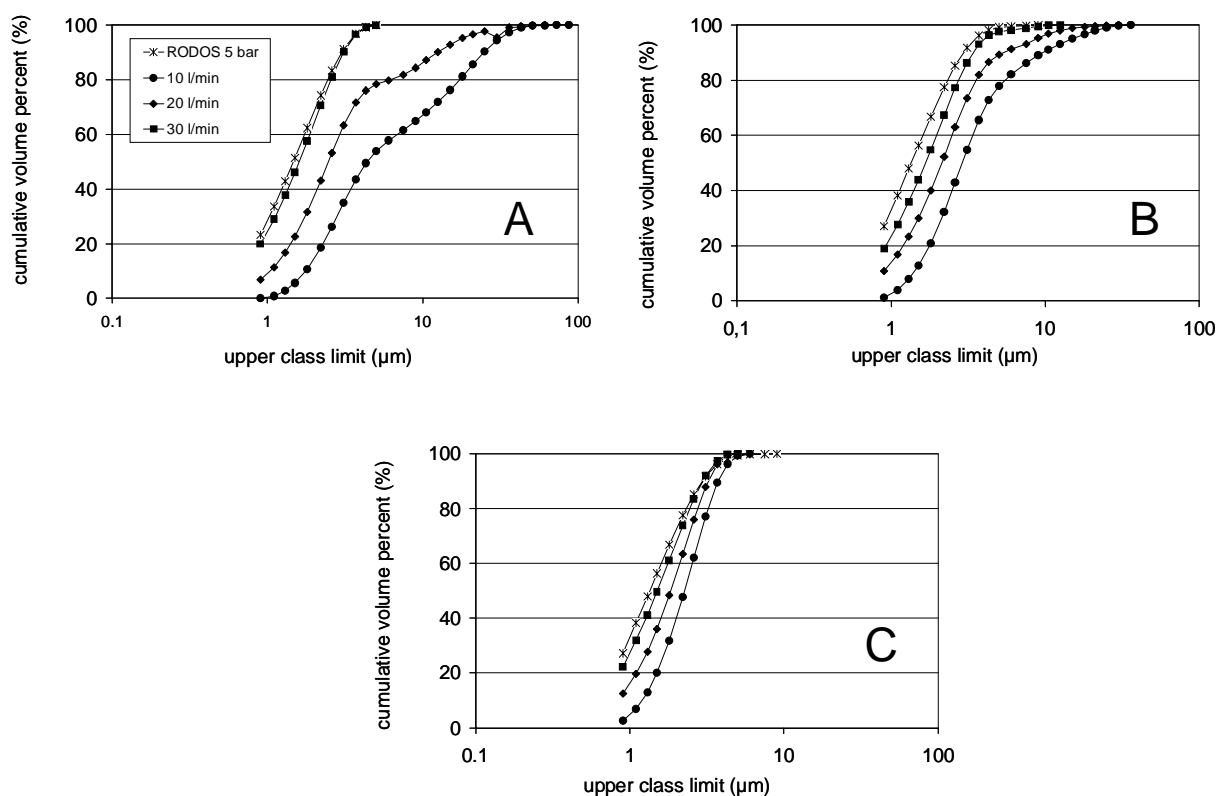 cumulative volume percent (%)
100
80
60
40
20
0
RODOS 5 bar
10 l/min
20 l/min
30 l/min
A
0.1
1
10
100
upper class limit (µm)
cumulative volume percent (%)
100
80
60
40
20
0
B
0,1
1
10
100
upper class limit (µm)
cumulative volume percent (%)
100
80
60
40
20
0
C
0.1
1
10
100
upper class limit (µm)